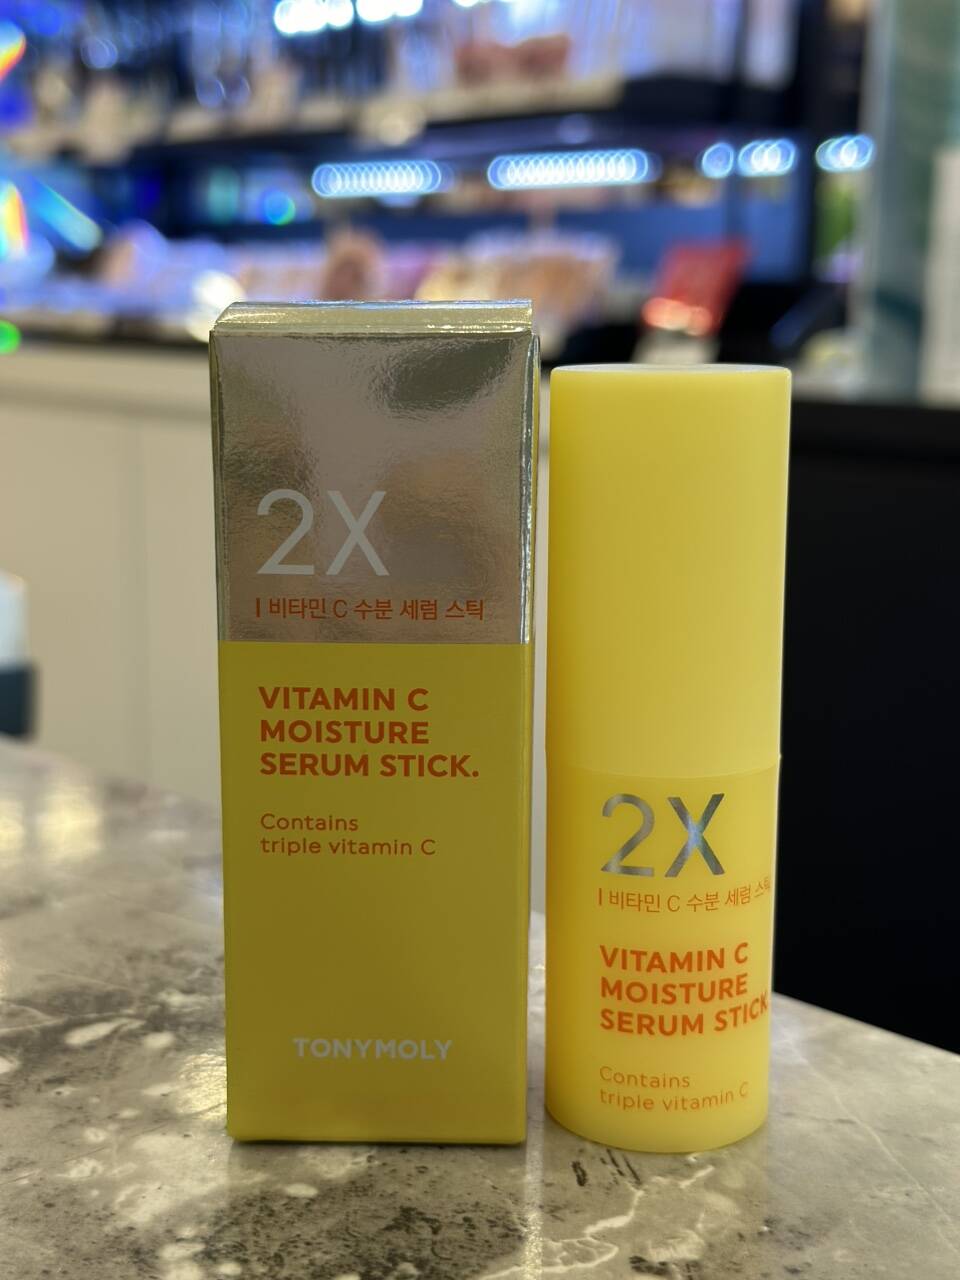 2X
| 비타민 C 수분 세럼 스틱
VITAMIN C
MOISTURE
SERUM STICK.
Contains
triple vitamin C
TONYMOLY
2X
| 비타민 C 수분 세럼 스틱
VITAMIN C
MOISTURE
SERUM STICK
Contains
triple vitamin C